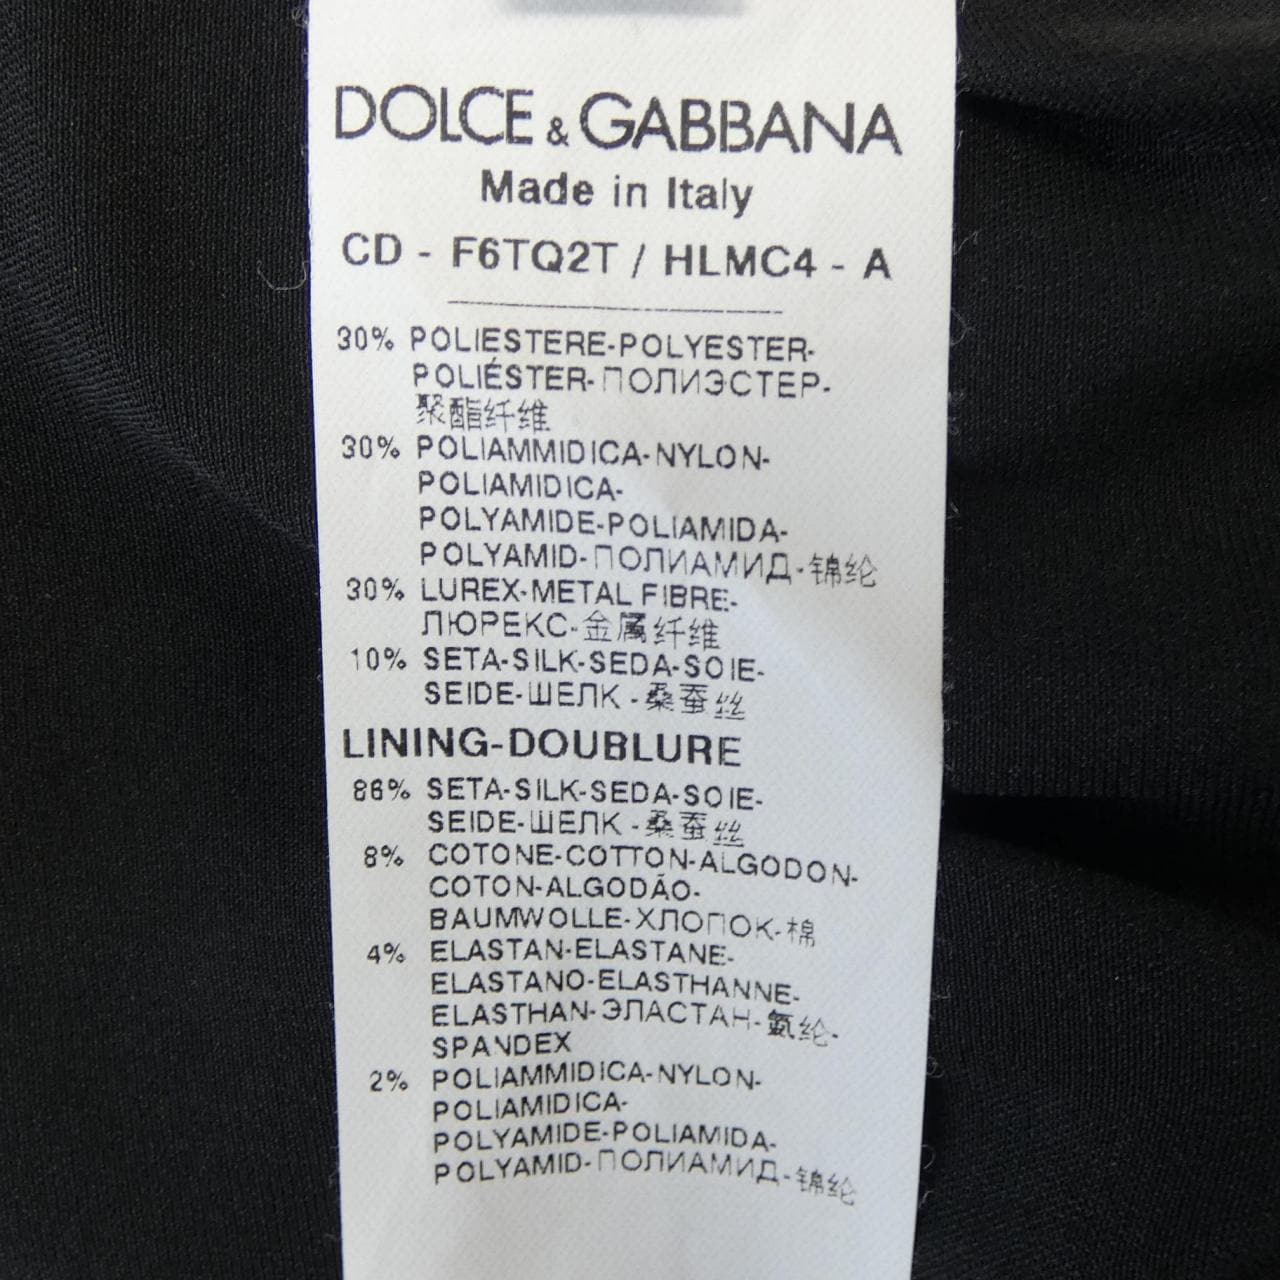 DOLCE & GABBANA
Made in Italy
CD - F6TQ2T / HLMC4 - A
30% POLIESTERE-POLYESTER-
POLIÉSTER-ПОЛИЭСТЕР-
聚酯纤维
30% POLIAMMIDICA-NYLON-
POLIAMIDICA-
POLYAMIDE-POLIAMIDA-
POLYAMID-ПОЛИАМИД-锦纶
30% LUREX-METAL FIBRE-
ЛЮРЕКС-金属纤维
10% SETA-SILK-SEDA-SOIE-
SEIDE-ШЕЛК-桑蚕丝
LINING-DOUBLURE
86% SETA-SILK-SEDA-SOIE-
SEIDE-ШЕЛК-桑蚕丝
8% COTONE-COTTON-ALGODON-
COTON-ALGODÃO-
BAUMWOLLE-ХЛОПОК-棉
4% ELASTAN-ELASTANE-
ELASTANO-ELASTHANNE-
ELASTHAN-ЭЛАСТАН-氨纶-
SPANDEX
2% POLIAMMIDICA-NYLON-
POLIAMIDICA-
POLYAMIDE-POLIAMIDA-
POLYAMID-ПОЛИАМИД-锦纶